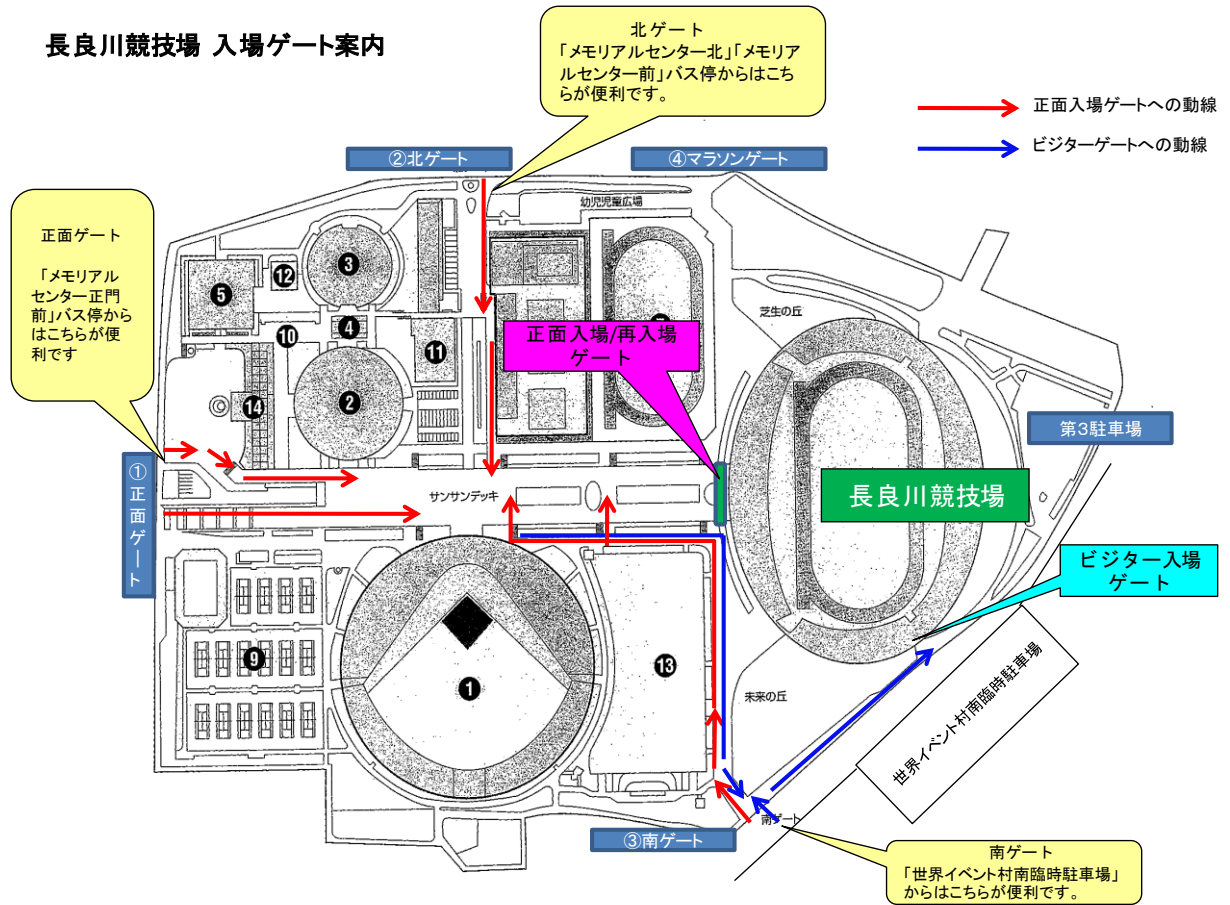 長良川競技場 入場ゲート案内
北ゲート
「メモリアルセンター北」「メモリア
ルセンター前」バス停からはこち
らが便利です。
正面入場ゲートへの動線
ビジターゲートへの動線
②北ゲート
④マラソンゲート
幼児児童広場
正面ゲート
「メモリアル
センター正門
前」バス停から
はこちらが便
利です
❸
⓬
❺
❹
❿
⓫
❷
⓮
芝生の丘
正面入場/再入場
ゲート
第3駐車場
①正面ゲート
サンサンデッキ
長良川競技場
ビジター入場
ゲート
❾
❶
⓭
未来の丘
世界イベント村南臨時駐車場
南ゲート
③南ゲート
南ゲート
「世界イベント村南臨時駐車場」
からはこちらが便利です。